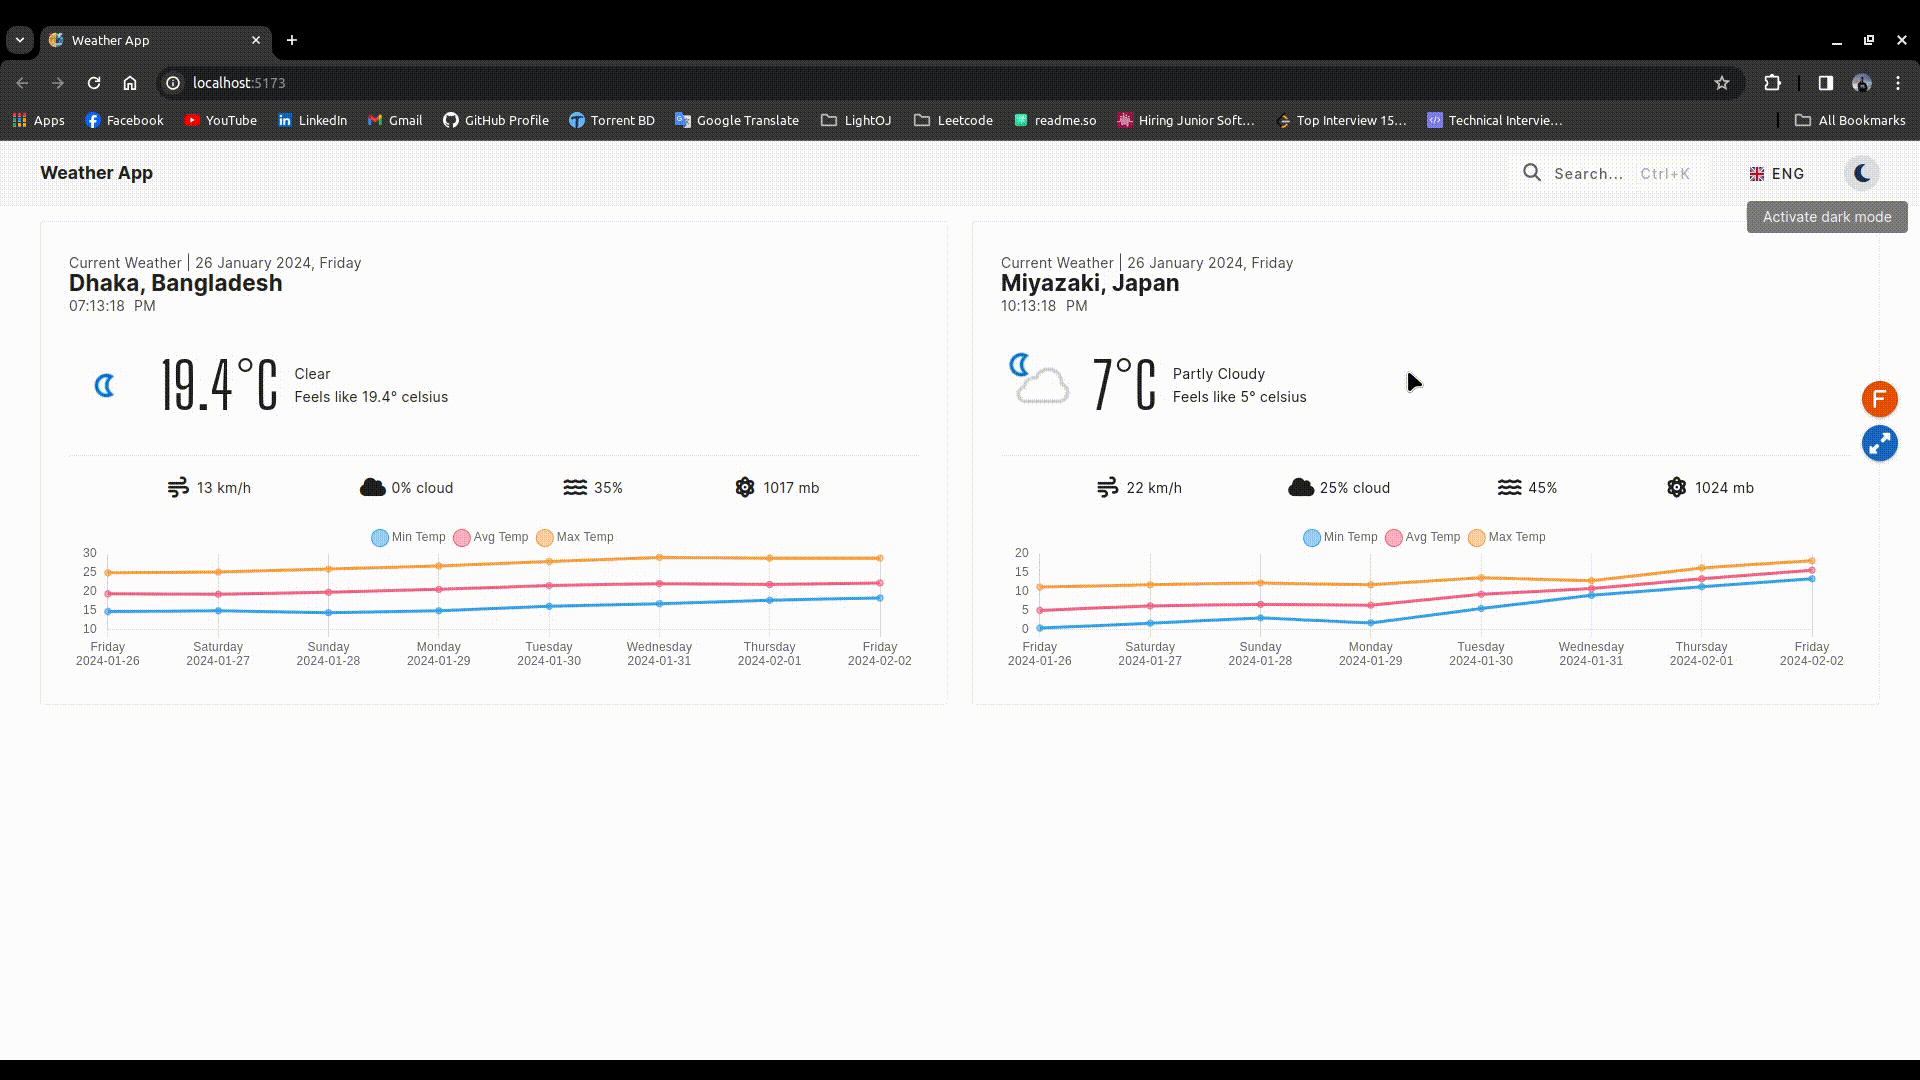 Weather App
localhost:5173
Apps Facebook YouTube LinkedIn Gmail GitHub Profile Torrent BD Google Translate LightOJ Leetcode readme.so Hiring Junior Soft... Top Interview 15... Technical Intervie... All Bookmarks
Weather App Search... Ctrl+K ENG
Activate dark mode
Current Weather | 26 January 2024, Friday
Dhaka, Bangladesh
07:13:18 PM
19.4°C
Clear
Feels like 19.4° celsius
13 km/h 0% cloud 35% 1017 mb
Min Temp Avg Temp Max Temp
30
25
20
15
10
Friday Saturday Sunday Monday Tuesday Wednesday Thursday Friday
2024-01-26 2024-01-27 2024-01-28 2024-01-29 2024-01-30 2024-01-31 2024-02-01 2024-02-02
Current Weather | 26 January 2024, Friday
Miyazaki, Japan
10:13:18 PM
7°C
Partly Cloudy
Feels like 5° celsius
22 km/h 25% cloud 45% 1024 mb
Min Temp Avg Temp Max Temp
20
15
10
5
0
Friday Saturday Sunday Monday Tuesday Wednesday Thursday Friday
2024-01-26 2024-01-27 2024-01-28 2024-01-29 2024-01-30 2024-01-31 2024-02-01 2024-02-02
F